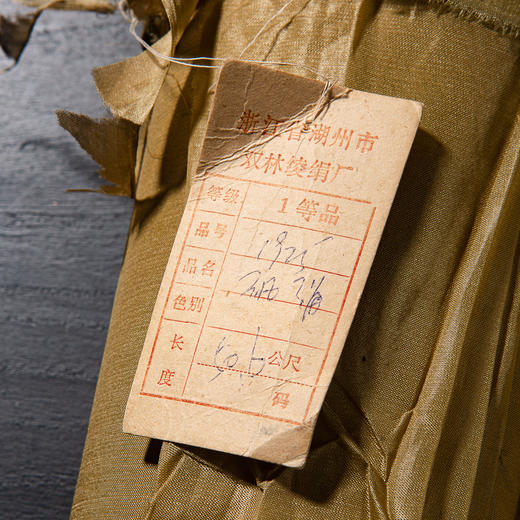 浙江省湖州市
双林绫绢厂
等级 1等品
品号
品名
色别
长度 公尺
码